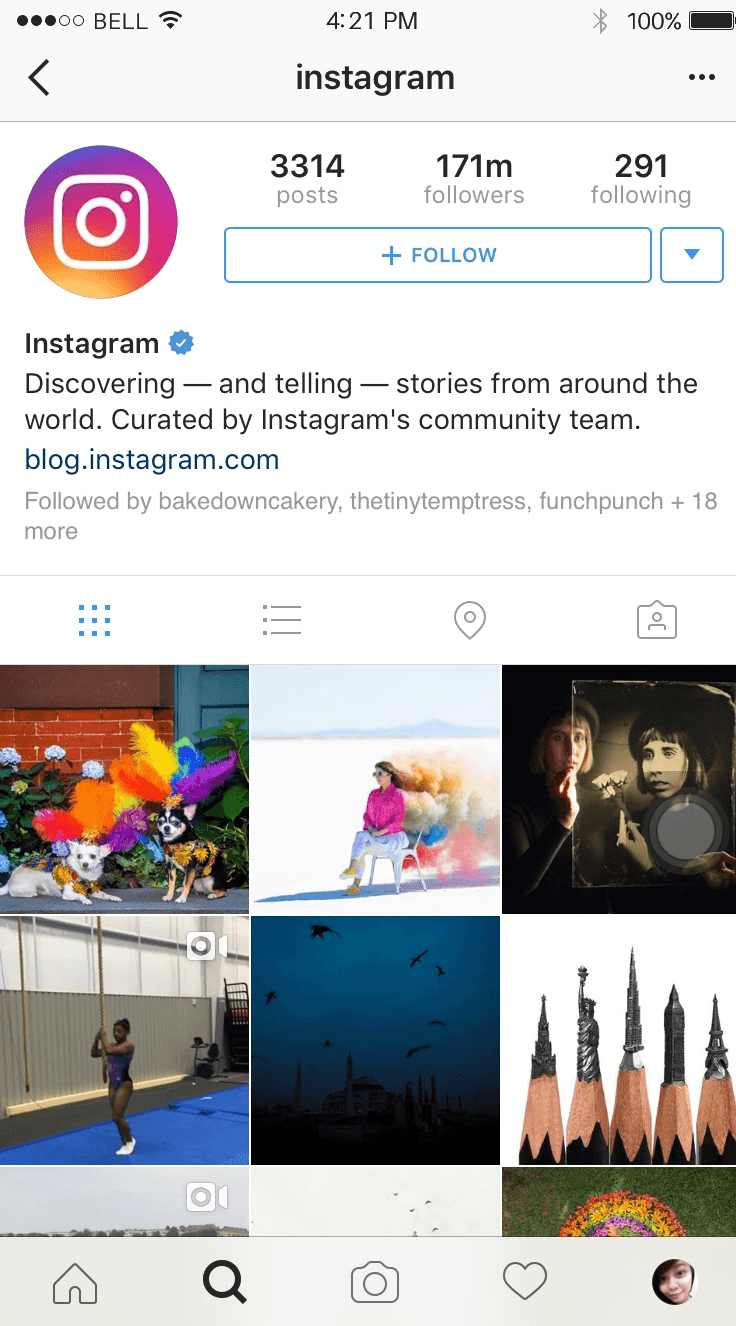 BELL 4:21 PM 100%
instagram
3314 171m 291
posts followers following
+ FOLLOW
Instagram
Discovering — and telling — stories from around the
world. Curated by Instagram's community team.
blog.instagram.com
Followed by bakedowncakery, thetinytemptress, funchpunch + 18
more